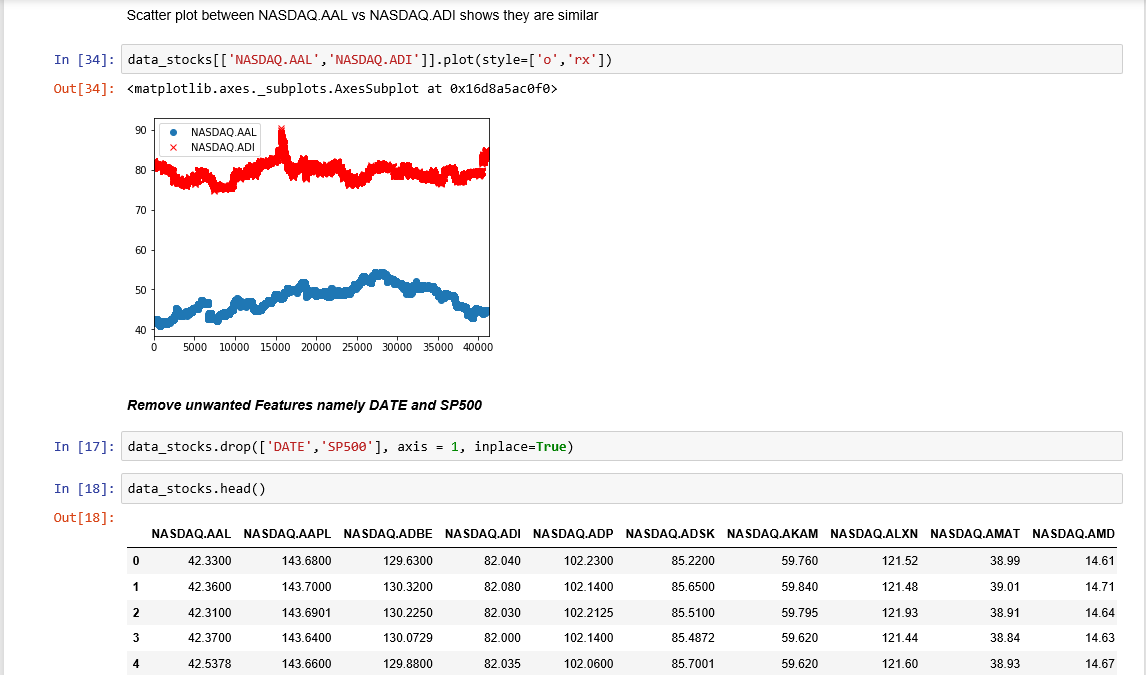 Scatter plot between NASDAQ.AAL vs NASDAQ.ADI shows they are similar
In [34]: data_stocks[['NASDAQ.AAL','NASDAQ.ADI']].plot(style=['o','rx'])
Out[34]: <matplotlib.axes._subplots.AxesSubplot at 0x16d8a5ac0f0>
NASDAQ.AAL
NASDAQ.ADI
90
80
70
60
50
40
0 5000 10000 15000 20000 25000 30000 35000 40000
Remove unwanted Features namely DATE and SP500
In [17]: data_stocks.drop(['DATE','SP500'], axis = 1, inplace=True)
In [18]: data_stocks.head()
Out[18]:
NASDAQ.AAL NASDAQ.AAPL NASDAQ.ADBE NASDAQ.ADI NASDAQ.ADP NASDAQ.ADSK NASDAQ.AKAM NASDAQ.ALXN NASDAQ.AMAT NASDAQ.AMD
0 42.3300 143.6800 129.6300 82.040 102.2300 85.2200 59.760 121.52 38.99 14.61
1 42.3600 143.7000 130.3200 82.080 102.1400 85.6500 59.840 121.48 39.01 14.71
2 42.3100 143.6901 130.2250 82.030 102.2125 85.5100 59.795 121.93 38.91 14.64
3 42.3700 143.6400 130.0729 82.000 102.1400 85.4872 59.620 121.44 38.84 14.63
4 42.5378 143.6600 129.8800 82.035 102.0600 85.7001 59.620 121.60 38.93 14.67